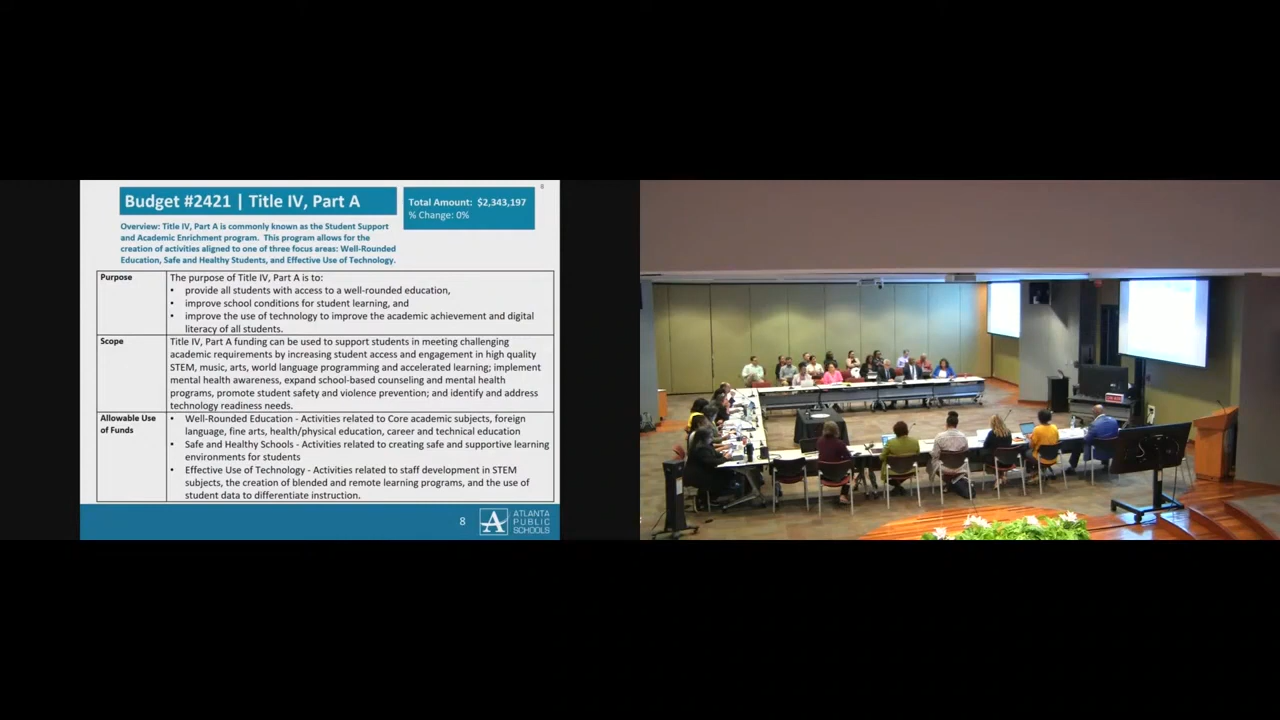 8
Budget #2421 | Title IV, Part A
Total Amount: $2,343,197
% Change: 0%
Overview: Title IV, Part A is commonly known as the Student Support
and Academic Enrichment program. This program allows for the
creation of activities aligned to one of three focus areas: Well-Rounded
Education, Safe and Healthy Students, and Effective Use of Technology.
Purpose
The purpose of Title IV, Part A is to:
• provide all students with access to a well-rounded education,
• improve school conditions for student learning, and
• improve the use of technology to improve the academic achievement and digital
literacy of all students.
Scope
Title IV, Part A funding can be used to support students in meeting challenging
academic requirements by increasing student access and engagement in high quality
STEM, music, arts, world language programming and accelerated learning; implement
mental health awareness, expand school-based counseling and mental health
programs, promote student safety and violence prevention; and identify and address
technology readiness needs.
Allowable Use
of Funds
• Well-Rounded Education - Activities related to Core academic subjects, foreign
language, fine arts, health/physical education, career and technical education
• Safe and Healthy Schools - Activities related to creating safe and supportive learning
environments for students
• Effective Use of Technology - Activities related to staff development in STEM
subjects, the creation of blended and remote learning programs, and the use of
student data to differentiate instruction.
8
A
ATLANTA
PUBLIC
SCHOOLS